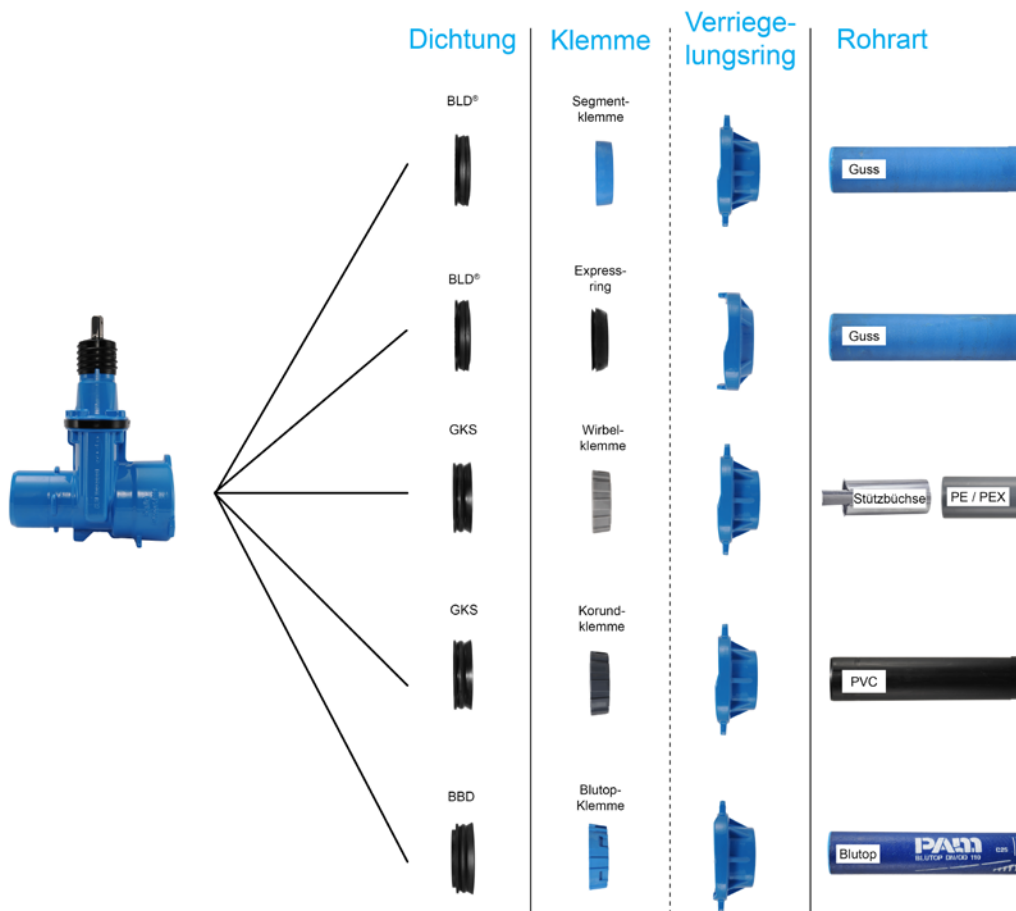 Dichtung
Klemme
Verriege-
lungsring
Rohrart
BLD®
Segment-
klemme
Guss
BLD®
Express-
ring
Guss
GKS
Wirbel-
klemme
Stützbüchse
PE / PEX
GKS
Korund-
klemme
PVC
BBD
Blutop-
Klemme
Blutop
PAM
BLUTOP DN/OD 110